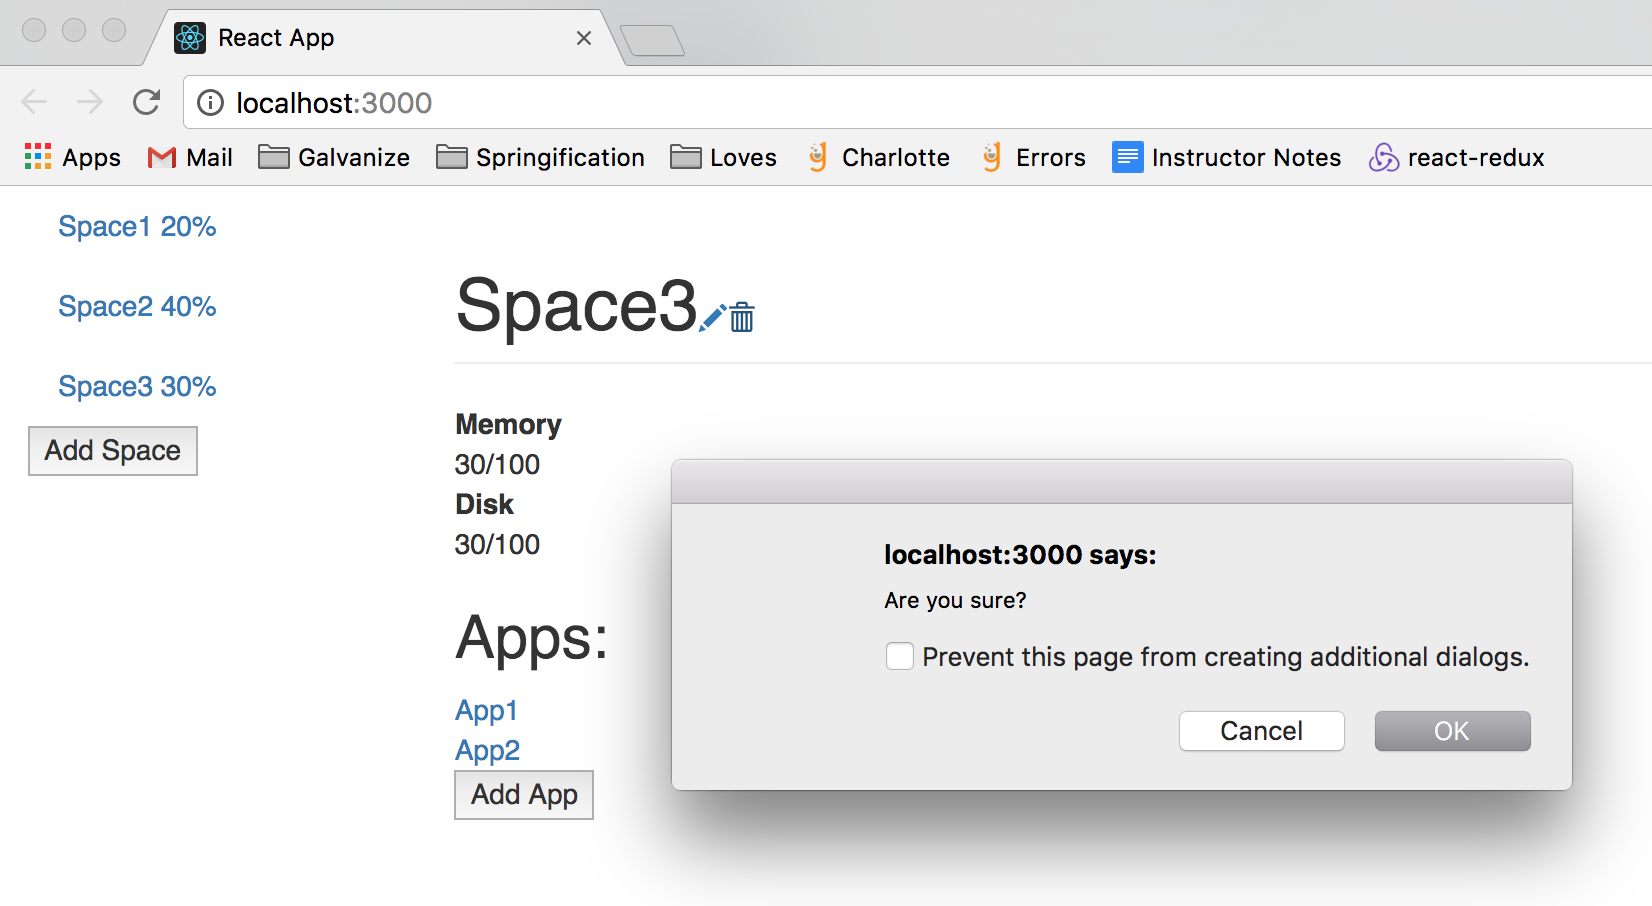 React App
localhost:3000
Apps Mail Galvanize Springification Loves Charlotte Errors Instructor Notes react-redux
Space1 20%
Space2 40%
Space3 30%
Add Space
Space3
Memory
30/100
Disk
30/100
Apps:
App1
App2
Add App
localhost:3000 says:
Are you sure?
Prevent this page from creating additional dialogs.
Cancel OK